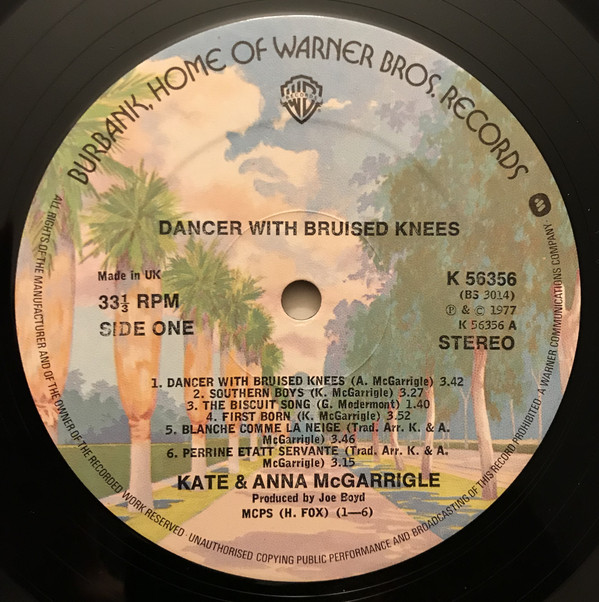 BURBANK, HOME OF WARNER BROS. RECORDS
RECORDS
DANCER WITH BRUISED KNEES
Made in UK
33⅓ RPM
SIDE ONE
K 56356
(BS 3014)
℗ & © 1977
K 56356 A
STEREO
1. DANCER WITH BRUISED KNEES (A. McGarrigle) 3.42
2. SOUTHERN BOYS (K. McGarrigle) 3.27
3. THE BISCUIT SONG (G. Modermont) 1.40
4. FIRST BORN (K. McGarrigle) 3.52
5. BLANCHE COMME LA NEIGE (Trad. Arr. K. & A.
McGarrigle) 3.46
6. PERRINE ETATT SERVANTE (Trad. Arr. K. & A.
McGarrigle) 3.15
KATE & ANNA McGARRIGLE
Produced by Joe Boyd
MCPS (H. FOX) (1—6)
ALL RIGHTS OF THE MANUFACTURER AND OF THE OWNER OF THE RECORDED WORK RESERVED · UNAUTHORISED COPYING PUBLIC PERFORMANCE AND BROADCASTING OF THIS RECORD PROHIBITED · A WARNER COMMUNICATIONS COMPANY ·